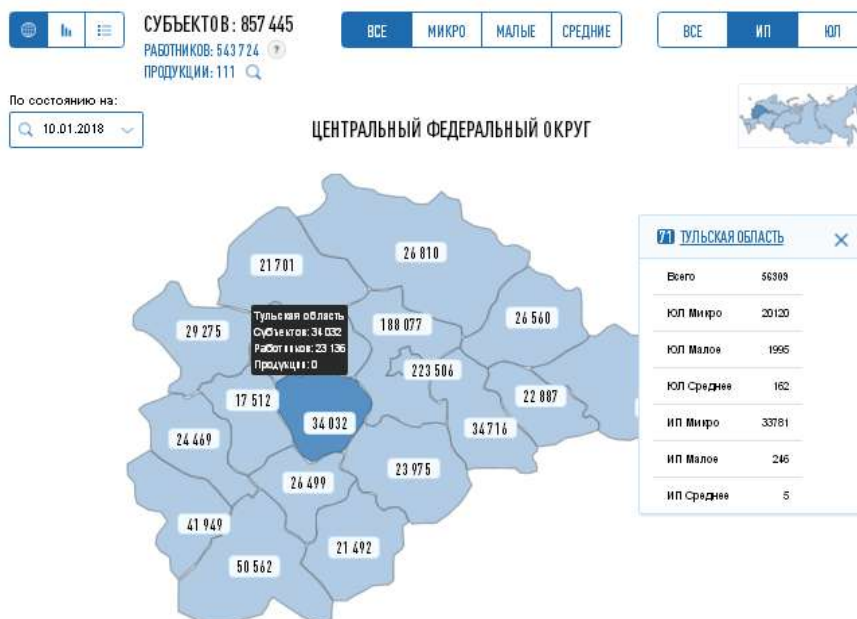 СУБЪЕКТОВ: 857 445
РАБОТНИКОВ: 543 724 ?
ПРОДУКЦИИ: 111
ВСЕ МИКРО МАЛЫЕ СРЕДНИЕ
ВСЕ ИП ЮЛ
По состоянию на:
10.01.2018
ЦЕНТРАЛЬНЫЙ ФЕДЕРАЛЬНЫЙ ОКРУГ
26 810
21 701
29 275
188 077
26 560
Тульская область
Субъектов: 34 032
Работников: 23 136
Продукции: 0
223 506
17 512
22 887
34 032
34 716
24 469
23 975
26 499
41 949
21 492
50 562
71 ТУЛЬСКАЯ ОБЛАСТЬ
Всего 56309
ЮЛ Микро 20120
ЮЛ Малое 1995
ЮЛ Среднее 162
ИП Микро 33781
ИП Малое 246
ИП Среднее 5